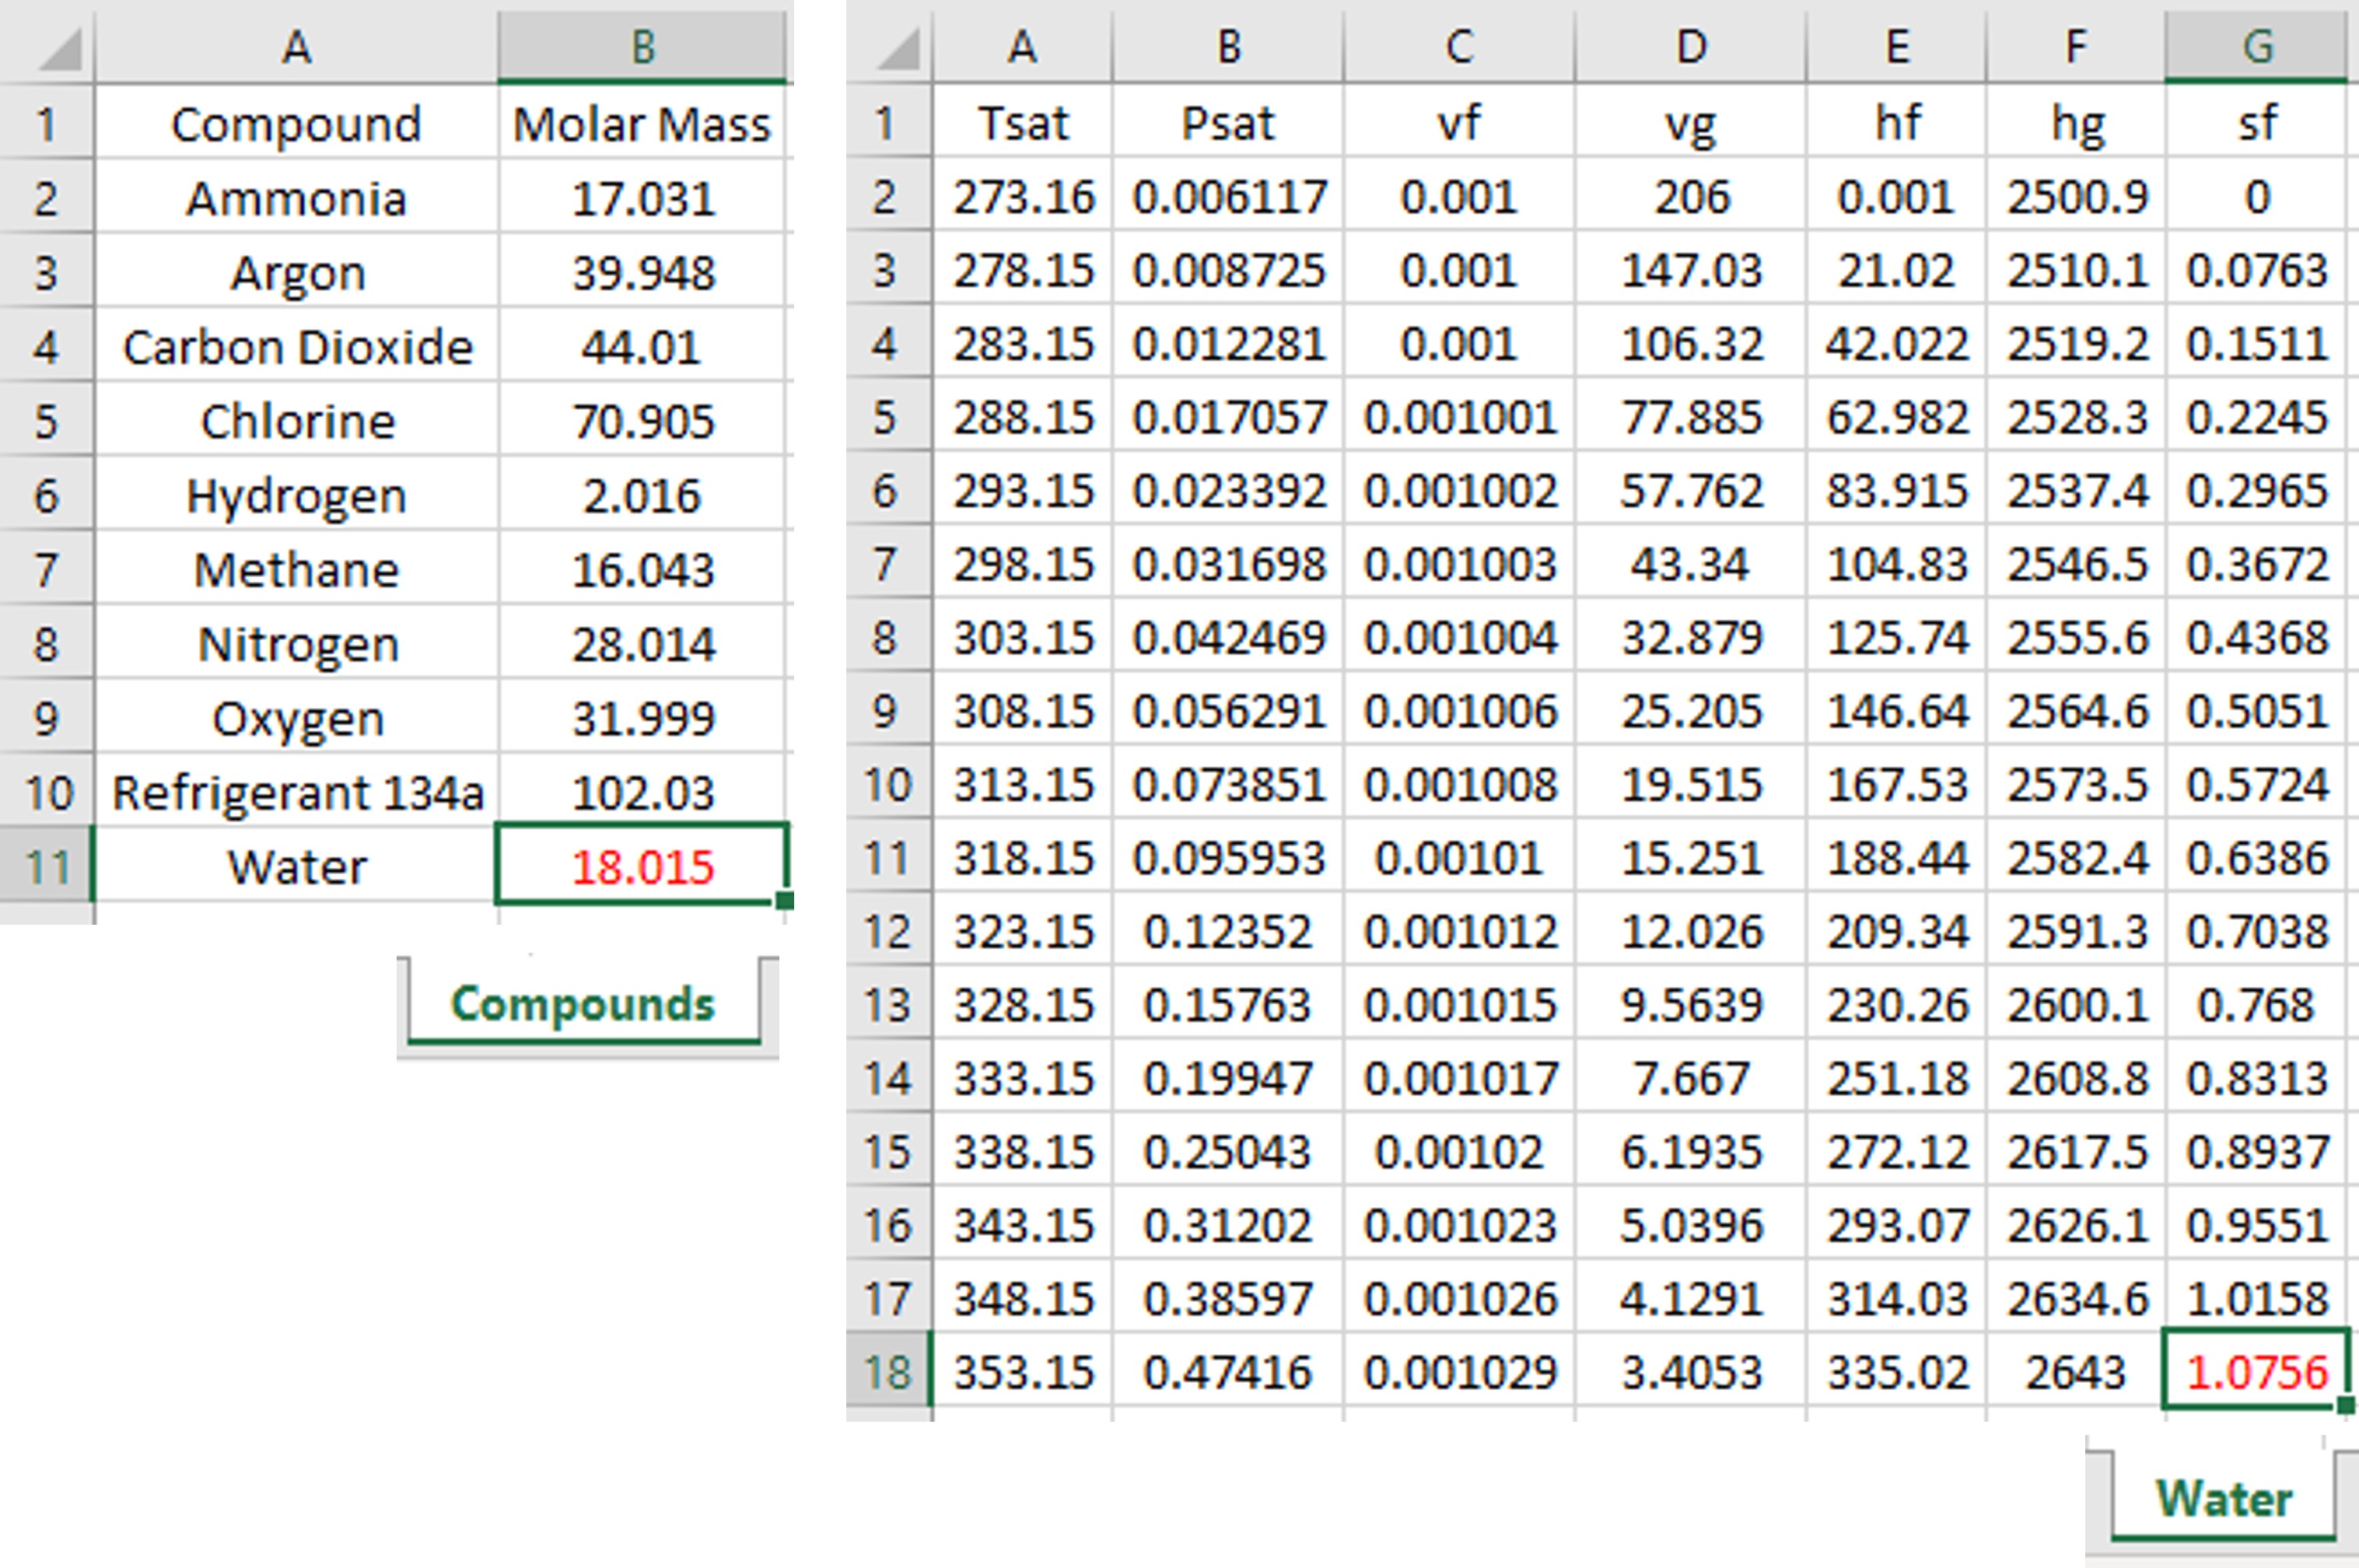 A B
1 Compound Molar Mass
2 Ammonia 17.031
3 Argon 39.948
4 Carbon Dioxide 44.01
5 Chlorine 70.905
6 Hydrogen 2.016
7 Methane 16.043
8 Nitrogen 28.014
9 Oxygen 31.999
10 Refrigerant 134a 102.03
11 Water 18.015
Compounds
A B C D E F G
1 Tsat Psat vf vg hf hg sf
2 273.16 0.006117 0.001 206 0.001 2500.9 0
3 278.15 0.008725 0.001 147.03 21.02 2510.1 0.0763
4 283.15 0.012281 0.001 106.32 42.022 2519.2 0.1511
5 288.15 0.017057 0.001001 77.885 62.982 2528.3 0.2245
6 293.15 0.023392 0.001002 57.762 83.915 2537.4 0.2965
7 298.15 0.031698 0.001003 43.34 104.83 2546.5 0.3672
8 303.15 0.042469 0.001004 32.879 125.74 2555.6 0.4368
9 308.15 0.056291 0.001006 25.205 146.64 2564.6 0.5051
10 313.15 0.073851 0.001008 19.515 167.53 2573.5 0.5724
11 318.15 0.095953 0.00101 15.251 188.44 2582.4 0.6386
12 323.15 0.12352 0.001012 12.026 209.34 2591.3 0.7038
13 328.15 0.15763 0.001015 9.5639 230.26 2600.1 0.768
14 333.15 0.19947 0.001017 7.667 251.18 2608.8 0.8313
15 338.15 0.25043 0.00102 6.1935 272.12 2617.5 0.8937
16 343.15 0.31202 0.001023 5.0396 293.07 2626.1 0.9551
17 348.15 0.38597 0.001026 4.1291 314.03 2634.6 1.0158
18 353.15 0.47416 0.001029 3.4053 335.02 2643 1.0756
Water